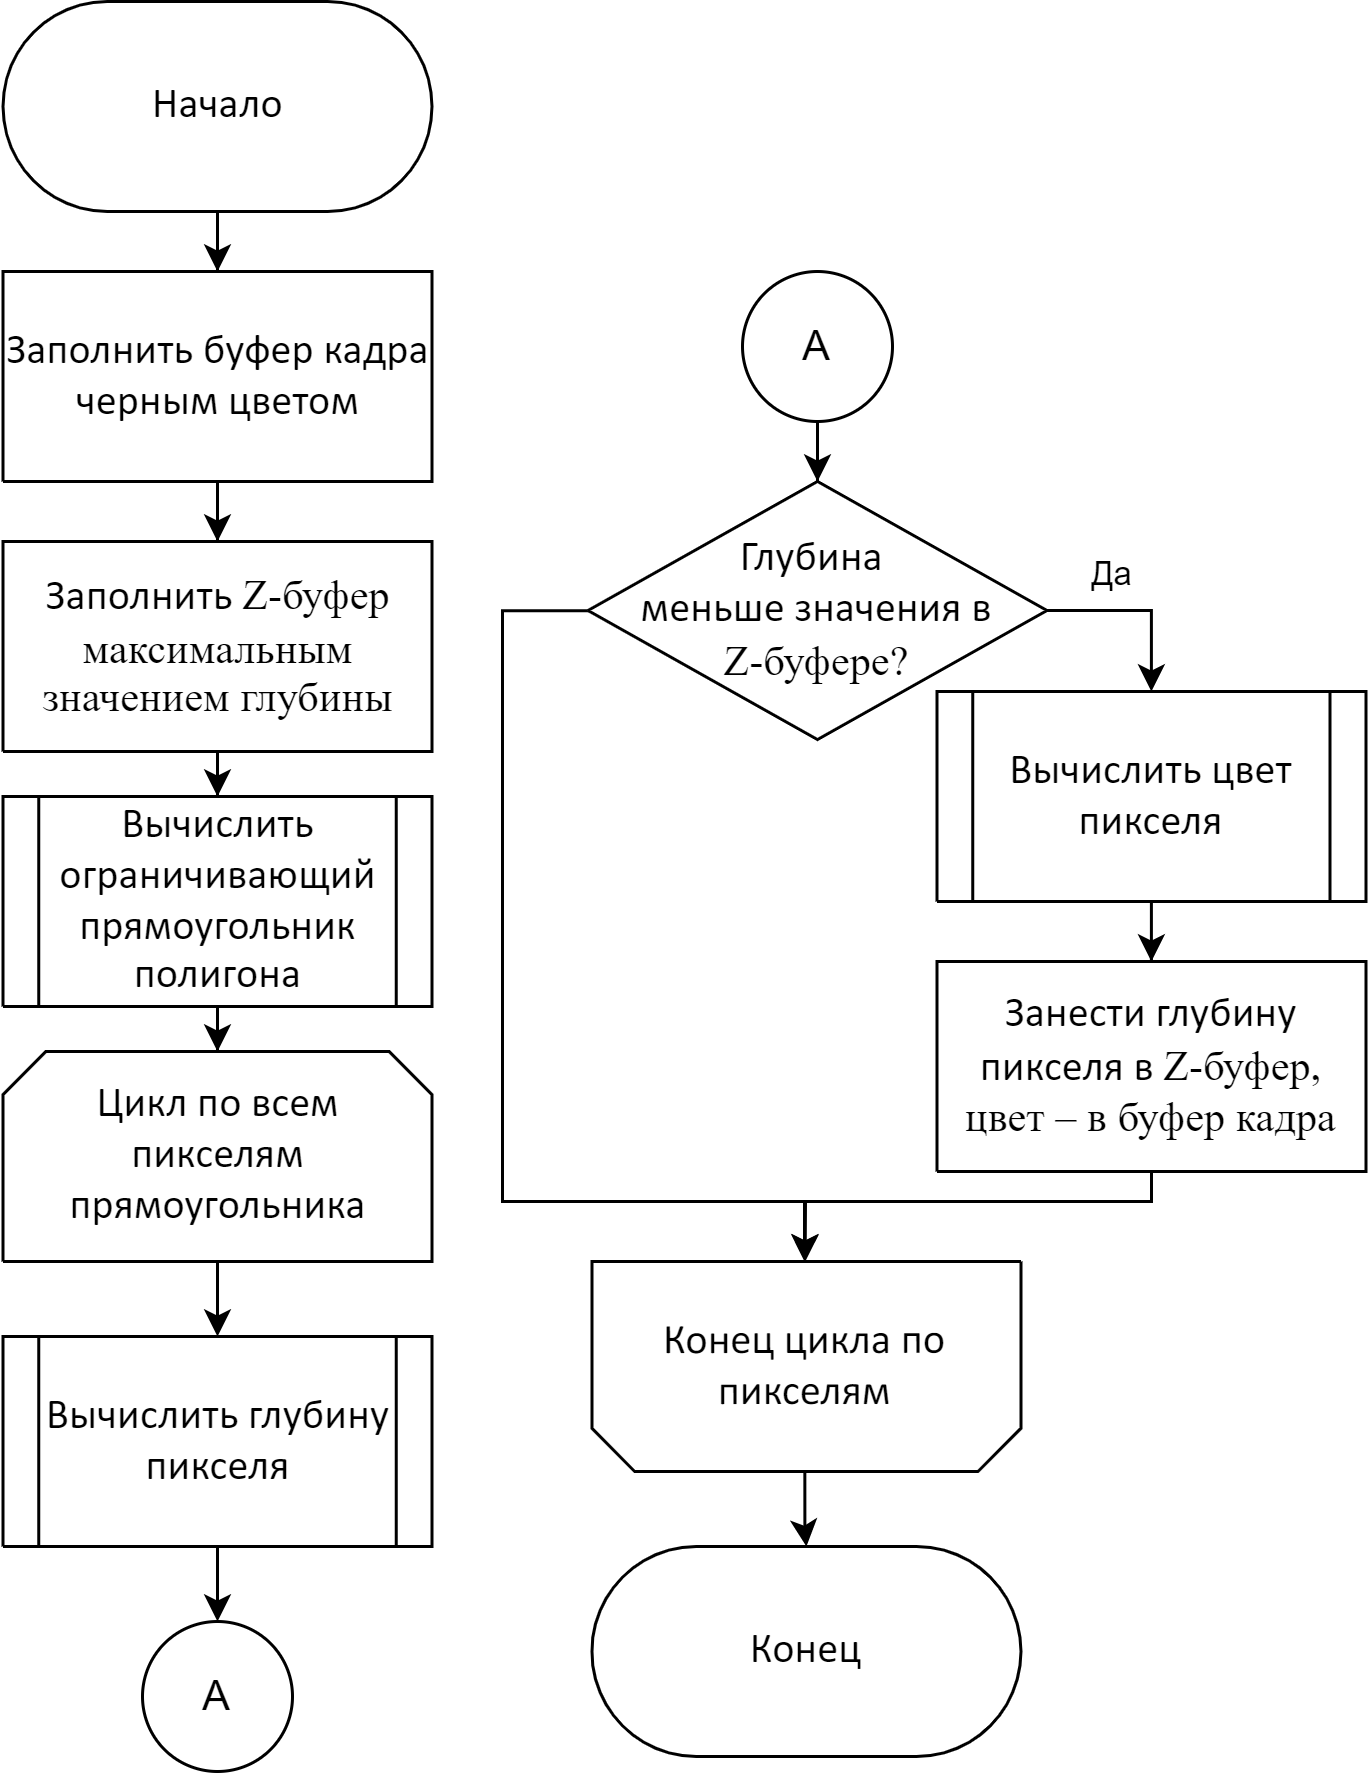 Начало
Заполнить буфер кадра
черным цветом
Заполнить Z-буфер
максимальным
значением глубины
Вычислить
ограничивающий
прямоугольник
полигона
Цикл по всем
пикселям
прямоугольника
Вычислить глубину
пикселя
А
А
Глубина
меньше значения в
Z-буфере?
Да
Вычислить цвет
пикселя
Занести глубину
пикселя в Z-буфер,
цвет – в буфер кадра
Конец цикла по
пикселям
Конец